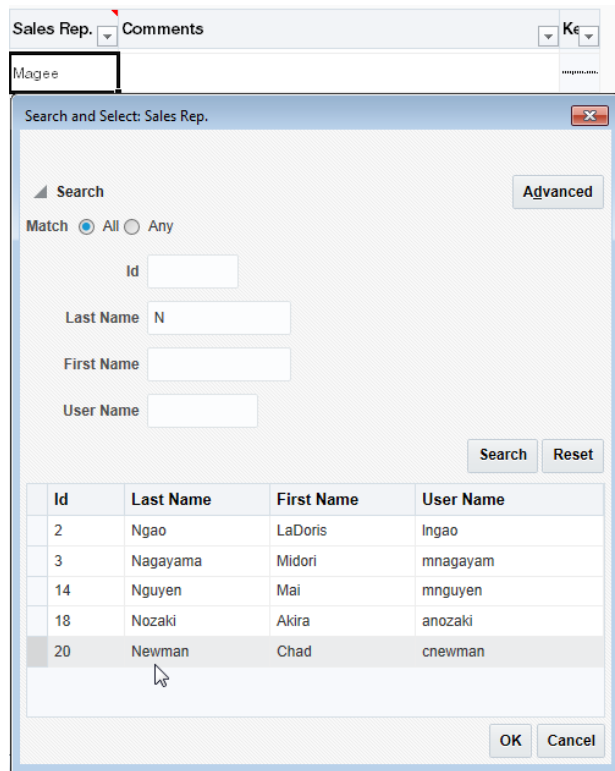 Sales Rep. Comments Ke
Magee
Search and Select: Sales Rep.
Search Advanced
Match All Any
Id
Last Name N
First Name
User Name
Search Reset
Id Last Name First Name User Name
2 Ngao LaDoris lngao
3 Nagayama Midori mnagayam
14 Nguyen Mai mnguyen
18 Nozaki Akira anozaki
20 Newman Chad cnewman
OK Cancel